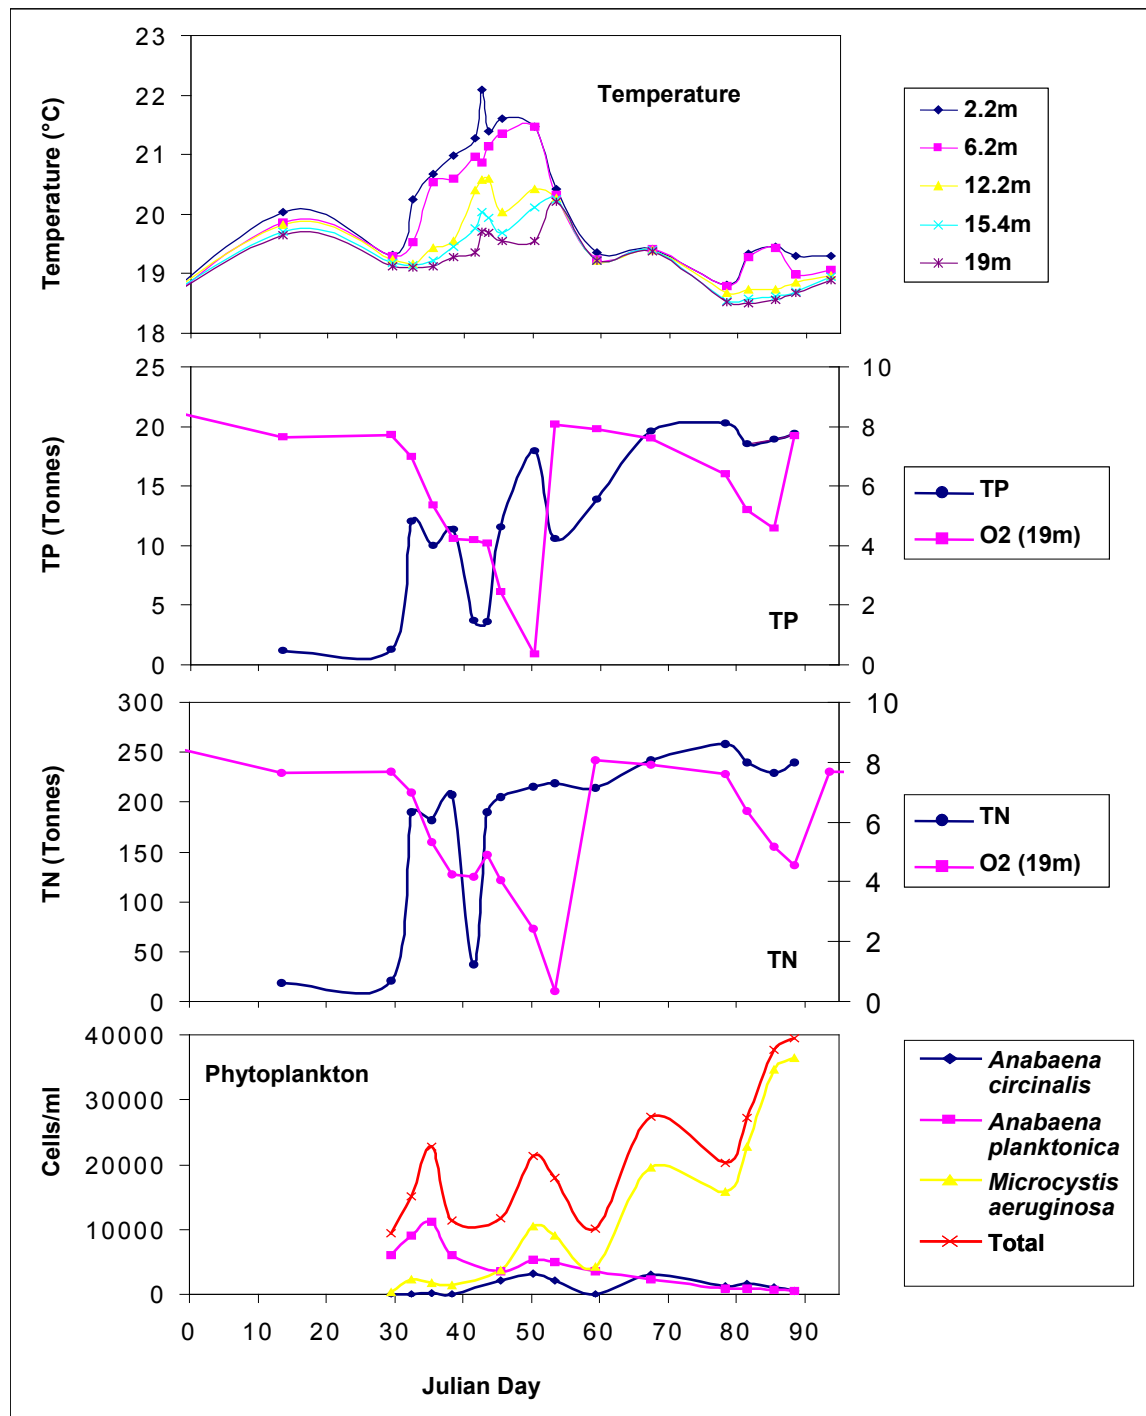 23
22
21
20
19
18
Temperature (°C)
Temperature
2.2m
6.2m
12.2m
15.4m
19m
25
20
15
10
5
0
TP (Tonnes)
10
8
6
4
2
0
TP
TP
O2 (19m)
300
250
200
150
100
50
0
TN (Tonnes)
10
8
6
4
2
0
TN
TN
O2 (19m)
40000
30000
20000
10000
0
Cells/ml
Phytoplankton
Anabaena
circinalis
Anabaena
planktonica
Microcystis
aeruginosa
Total
0 10 20 30 40 50 60 70 80 90
Julian Day